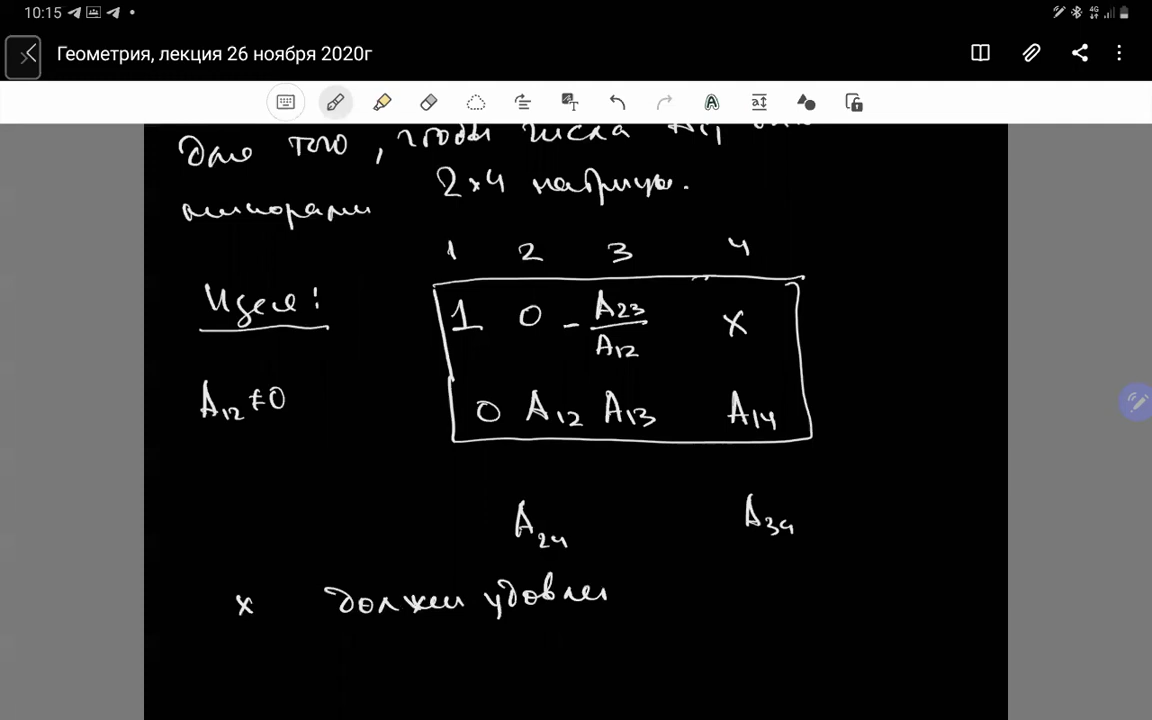 10:15
4G
Геометрия, лекция 26 ноября 2020г
Для того, чтобы числа
минорами 2×4 матрицы.
1 2 3 4
Идея!
1 0 -A23/A12 x
A12≠0
0 A12 A13 A14
A24 A34
x должен удовлет